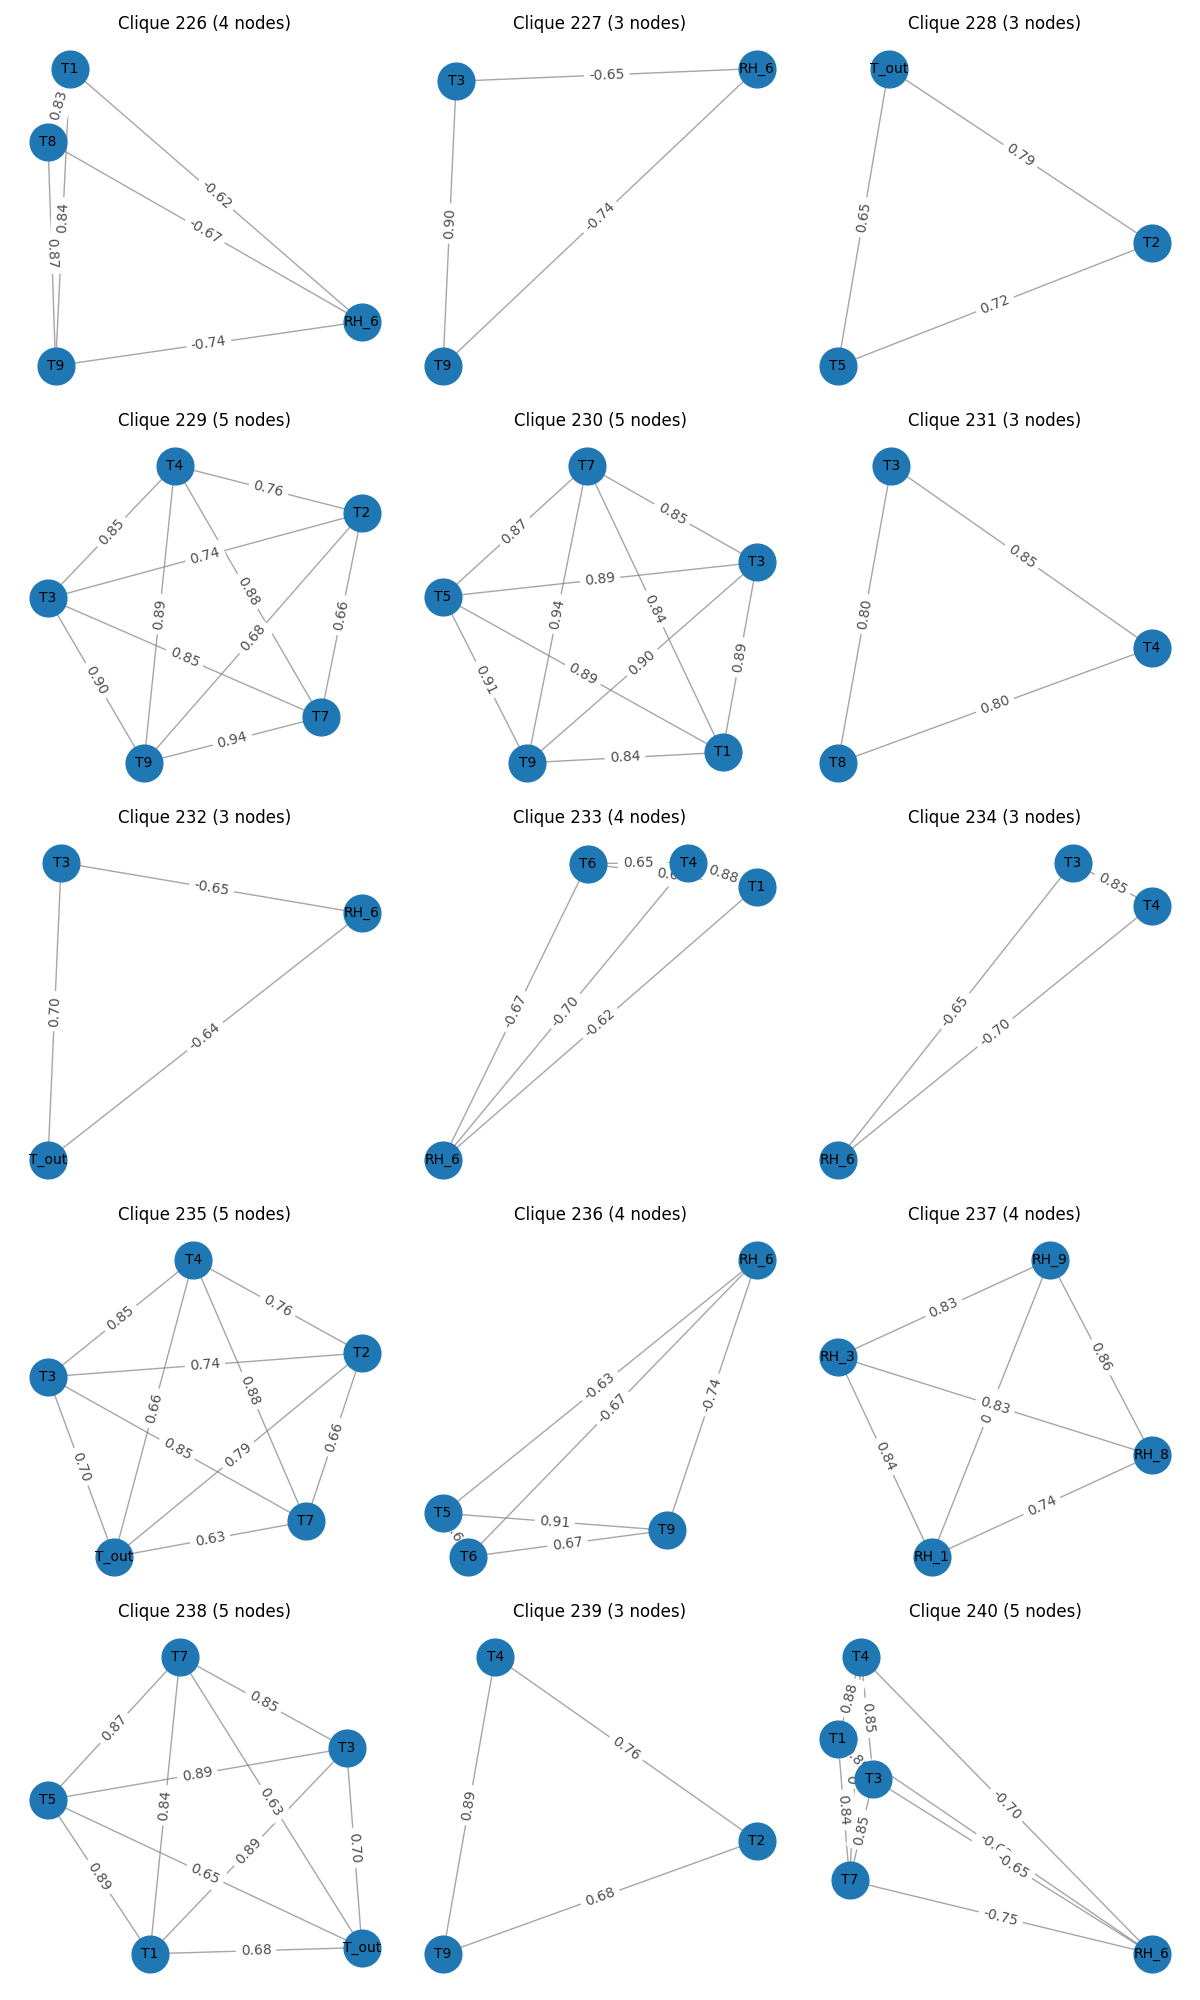 Clique 226 (4 nodes)
T1
0.83
T8
-0.62
-0.67
0.84
0.87
RH_6
-0.74
T9
Clique 227 (3 nodes)
T3
-0.65
RH_6
0.90
-0.74
T9
Clique 228 (3 nodes)
T_out
0.79
0.65
T2
0.72
T5
Clique 229 (5 nodes)
T4
0.76
T2
0.85
0.74
T3
0.88
0.89
0.66
0.68
0.85
0.90
T7
0.94
T9
Clique 230 (5 nodes)
T7
0.87
0.85
T3
0.89
T5
0.94
0.84
0.89
0.90
0.89
0.91
T1
0.84
T9
Clique 231 (3 nodes)
T3
0.85
0.80
T4
0.80
T8
Clique 232 (3 nodes)
T3
-0.65
RH_6
0.70
-0.64
T_out
Clique 233 (4 nodes)
T6
0.65
T4
0.88
T1
-0.67
-0.70
-0.62
RH_6
Clique 234 (3 nodes)
T3
0.85
T4
-0.65
-0.70
RH_6
Clique 235 (5 nodes)
T4
0.85
0.76
T2
0.74
T3
0.88
0.66
0.66
0.85
0.79
0.70
T7
0.63
T_out
Clique 236 (4 nodes)
RH_6
-0.63
-0.67
-0.74
T5
0.91
T9
0.67
T6
Clique 237 (4 nodes)
RH_9
0.83
RH_3
0.86
0.83
0.84
RH_8
0.74
RH_1
Clique 238 (5 nodes)
T7
0.85
0.87
T3
0.89
T5
0.63
0.84
0.70
0.89
0.65
0.89
T_out
0.68
T1
Clique 239 (3 nodes)
T4
0.76
0.89
T2
0.68
T9
Clique 240 (5 nodes)
T4
0.88
0.85
T1
T3
-0.70
0.84
0.85
-0.65
T7
-0.75
RH_6